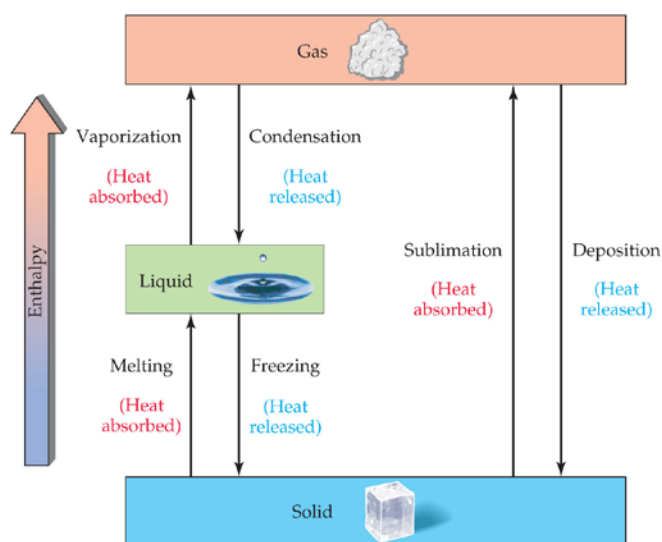 Gas
Vaporization
(Heat
absorbed)
Condensation
(Heat
released)
Enthalpy
Liquid
Sublimation
(Heat
absorbed)
Deposition
(Heat
released)
Melting
(Heat
absorbed)
Freezing
(Heat
released)
Solid